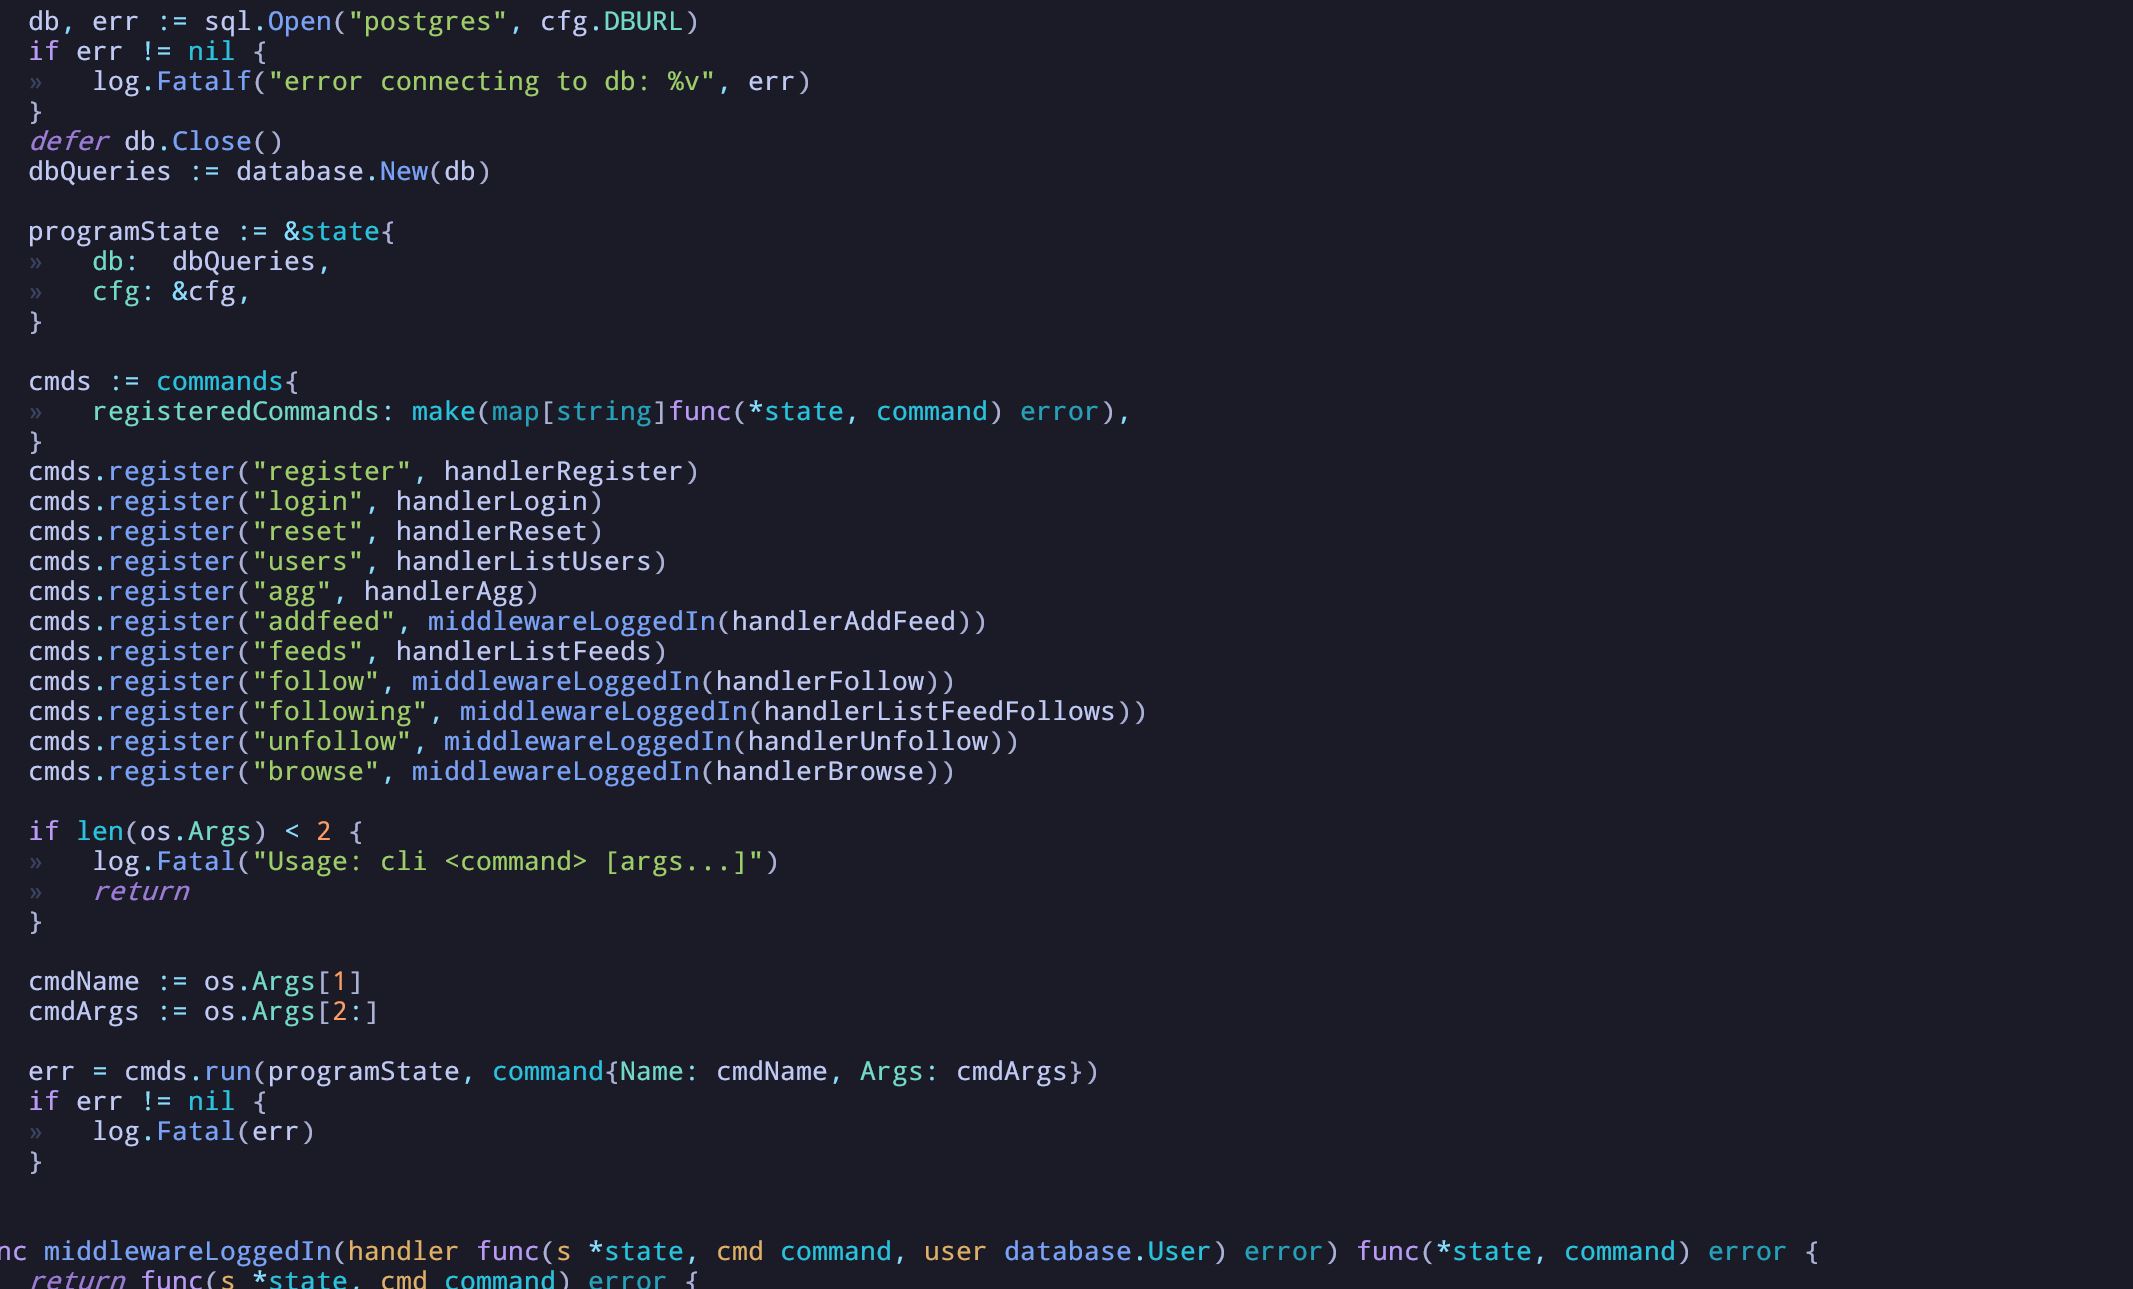 db, err := sql.Open("postgres", cfg.DBURL)
if err != nil {
»   log.Fatalf("error connecting to db: %v", err)
}
defer db.Close()
dbQueries := database.New(db)

programState := &state{
»   db:  dbQueries,
»   cfg: &cfg,
}

cmds := commands{
»   registeredCommands: make(map[string]func(*state, command) error),
}
cmds.register("register", handlerRegister)
cmds.register("login", handlerLogin)
cmds.register("reset", handlerReset)
cmds.register("users", handlerListUsers)
cmds.register("agg", handlerAgg)
cmds.register("addfeed", middlewareLoggedIn(handlerAddFeed))
cmds.register("feeds", handlerListFeeds)
cmds.register("follow", middlewareLoggedIn(handlerFollow))
cmds.register("following", middlewareLoggedIn(handlerListFeedFollows))
cmds.register("unfollow", middlewareLoggedIn(handlerUnfollow))
cmds.register("browse", middlewareLoggedIn(handlerBrowse))

if len(os.Args) < 2 {
»   log.Fatal("Usage: cli <command> [args...]")
»   return
}

cmdName := os.Args[1]
cmdArgs := os.Args[2:]

err = cmds.run(programState, command{Name: cmdName, Args: cmdArgs})
if err != nil {
»   log.Fatal(err)
}

nc middlewareLoggedIn(handler func(s *state, cmd command, user database.User) error) func(*state, command) error {
return func(s *state, cmd command) error {